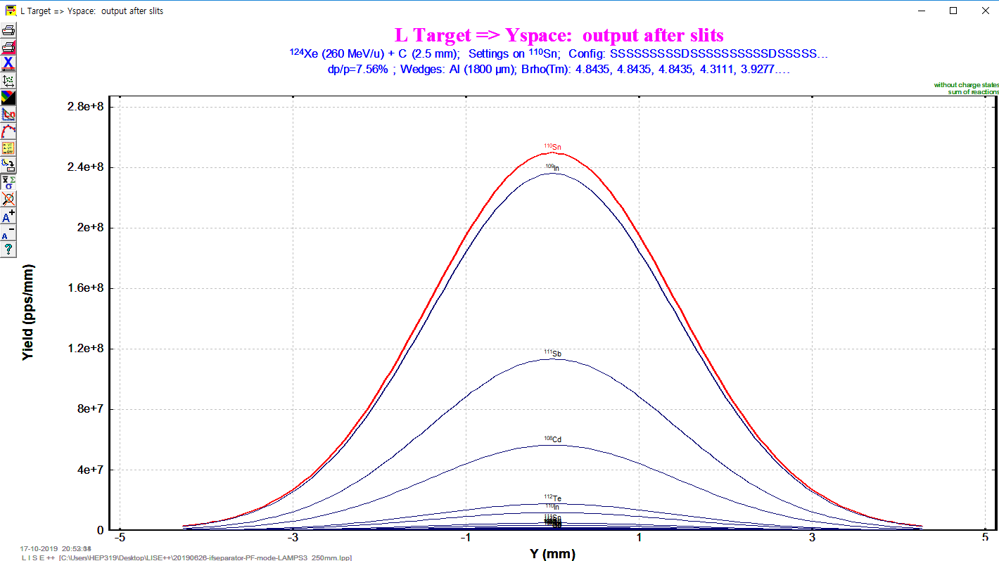 L Target => Yspace: output after slits
L Target => Yspace: output after slits
¹²⁴Xe (260 MeV/u) + C (2.5 mm); Settings on ¹¹⁰Sn; Config: SSSSSSSSSDSSSSSSSSSSDSSSSS...
dp/p=7.56% ; Wedges: Al (1800 µm); Brho(Tm): 4.8435, 4.8435, 4.8435, 4.3111, 3.9277....
without charge states
sum of reactions
2.8e+8
2.4e+8
2e+8
1.6e+8
1.2e+8
8e+7
4e+7
0
Yield (pps/mm)
¹¹⁰Sn
¹⁰⁹In
¹¹¹Sb
¹⁰⁸Cd
¹¹²Te
¹¹⁰In
¹¹¹Sn
-5
-3
-1
1
3
5
Y (mm)
17-10-2019
L I S E ++ [C:\Users\HEP319\Desktop\LISE++\20190626-ifseparator-PF-mode-LAMPS3_250mm.lpp]